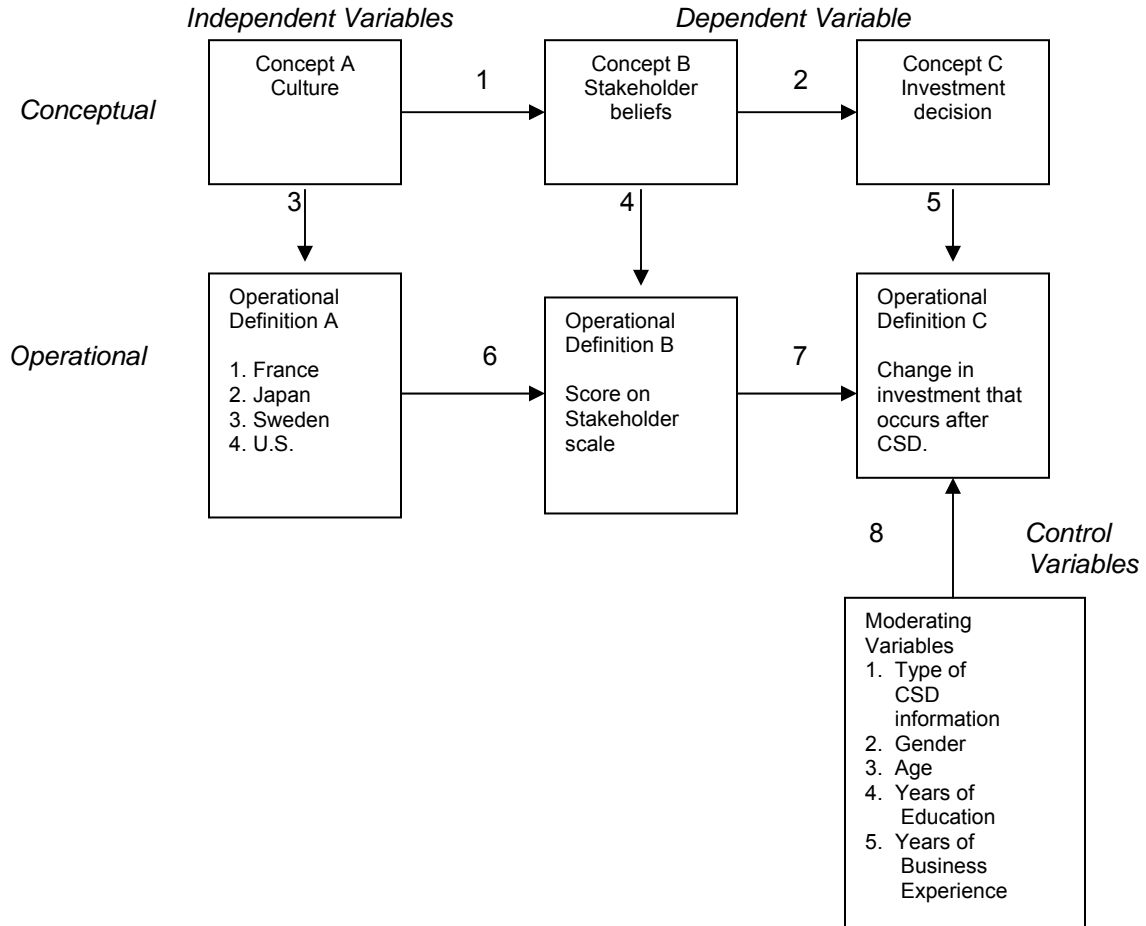 Independent Variables
Dependent Variable
Conceptual
Concept A
Culture
1
Concept B
Stakeholder
beliefs
2
Concept C
Investment
decision
3
4
5
Operational
Operational
Definition A
1. France
2. Japan
3. Sweden
4. U.S.
6
Operational
Definition B
Score on
Stakeholder
scale
7
Operational
Definition C
Change in
investment that
occurs after
CSD.
8
Control
Variables
Moderating
Variables
1. Type of
CSD
information
2. Gender
3. Age
4. Years of
Education
5. Years of
Business
Experience